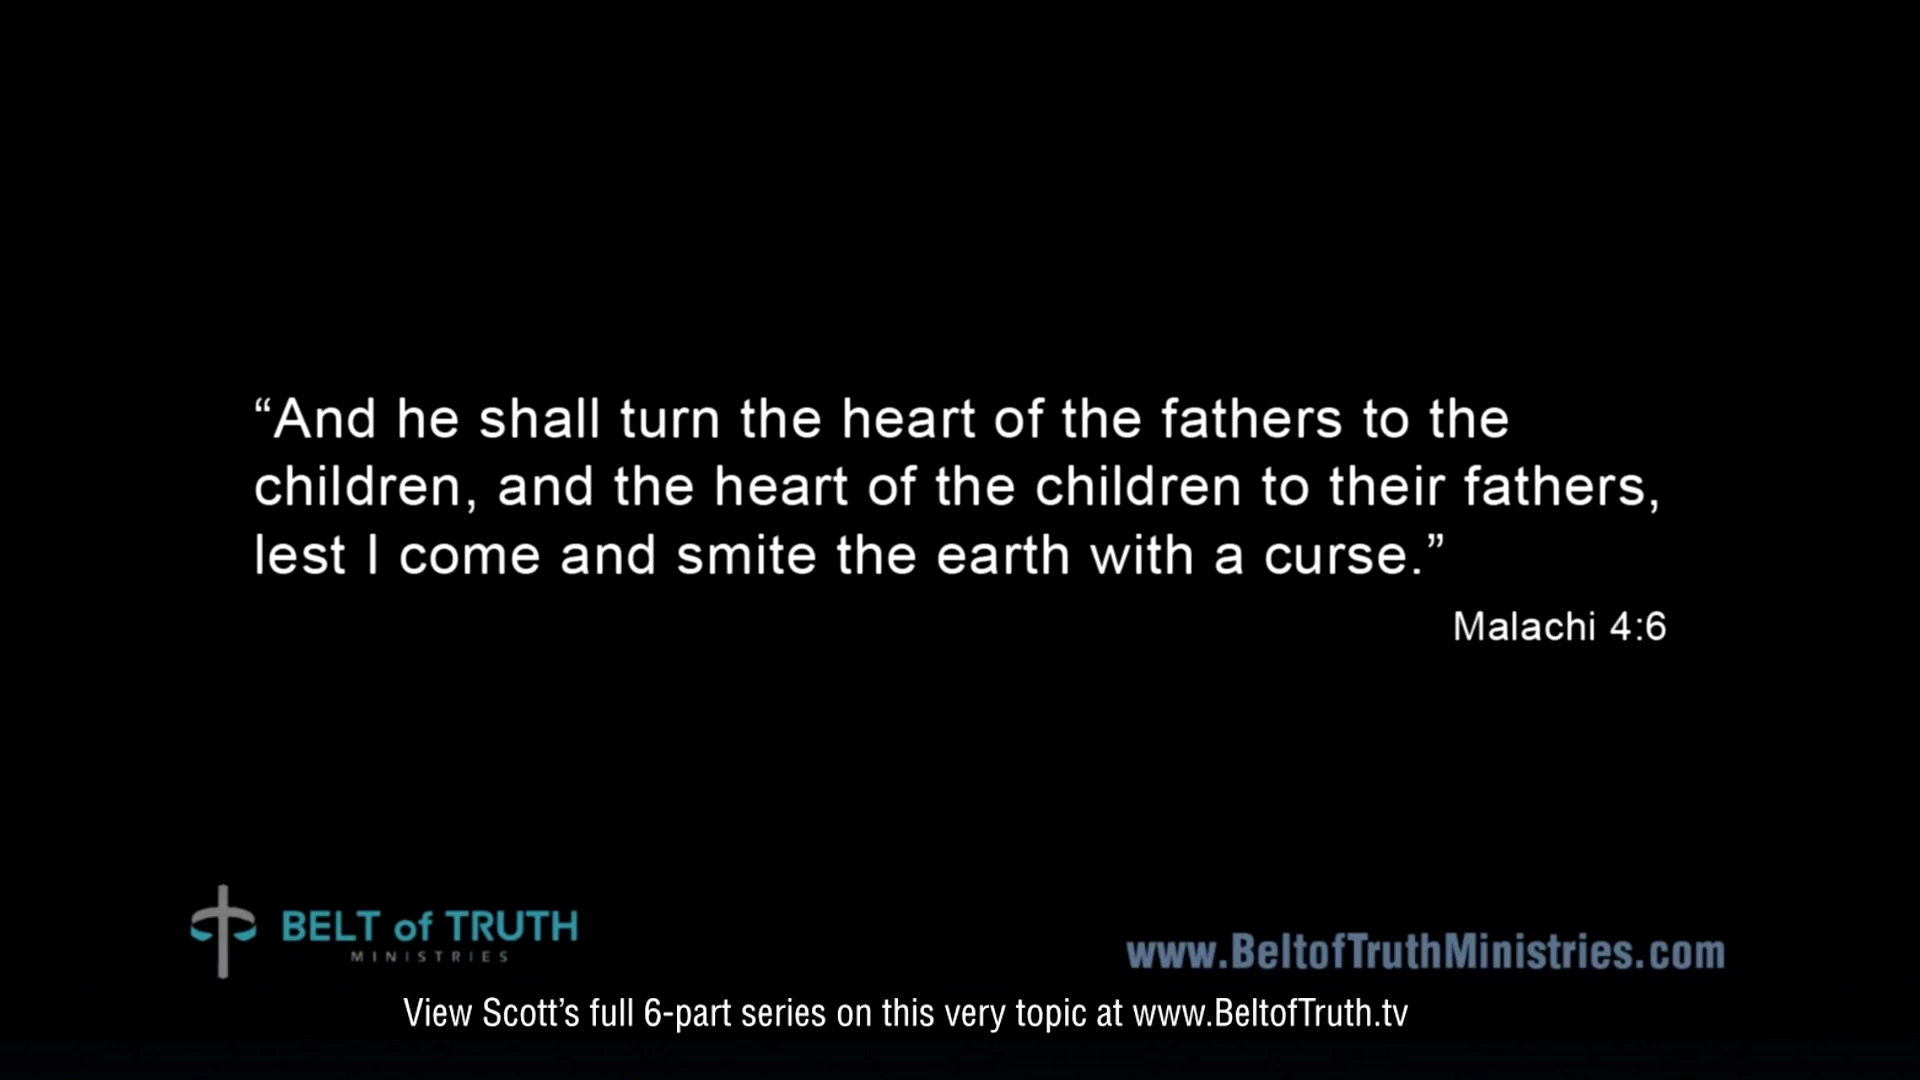 “And he shall turn the heart of the fathers to the
children, and the heart of the children to their fathers,
lest I come and smite the earth with a curse.”
Malachi 4:6
BELT of TRUTH
MINISTRIES
www.BeltofTruthMinistries.com
View Scott’s full 6-part series on this very topic at www.BeltofTruth.tv